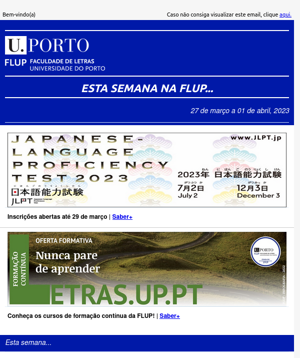 Bem-vindo(a)
Caso não consiga visualizar este email, clique aqui.
U. PORTO
FLUP FACULDADE DE LETRAS
UNIVERSIDADE DO PORTO
ESTA SEMANA NA FLUP...
27 de março a 01 de abril, 2023
JAPANESE-
LANGUAGE
PROFICIENCY
TEST 2023
日本語能力試験
JLPT
www.JLPT.jp
2023年 日本語能力試験
7月2日 12月3日
July 2 December 3
Inscrições abertas até 29 de março | Saber+
FORMAÇÃO
CONTÍNUA
OFERTA FORMATIVA
Nunca pare
de aprender
U.PORTO
ETRAS.UP.PT
Conheça os cursos de formação contínua da FLUP! | Saber+
Esta semana...